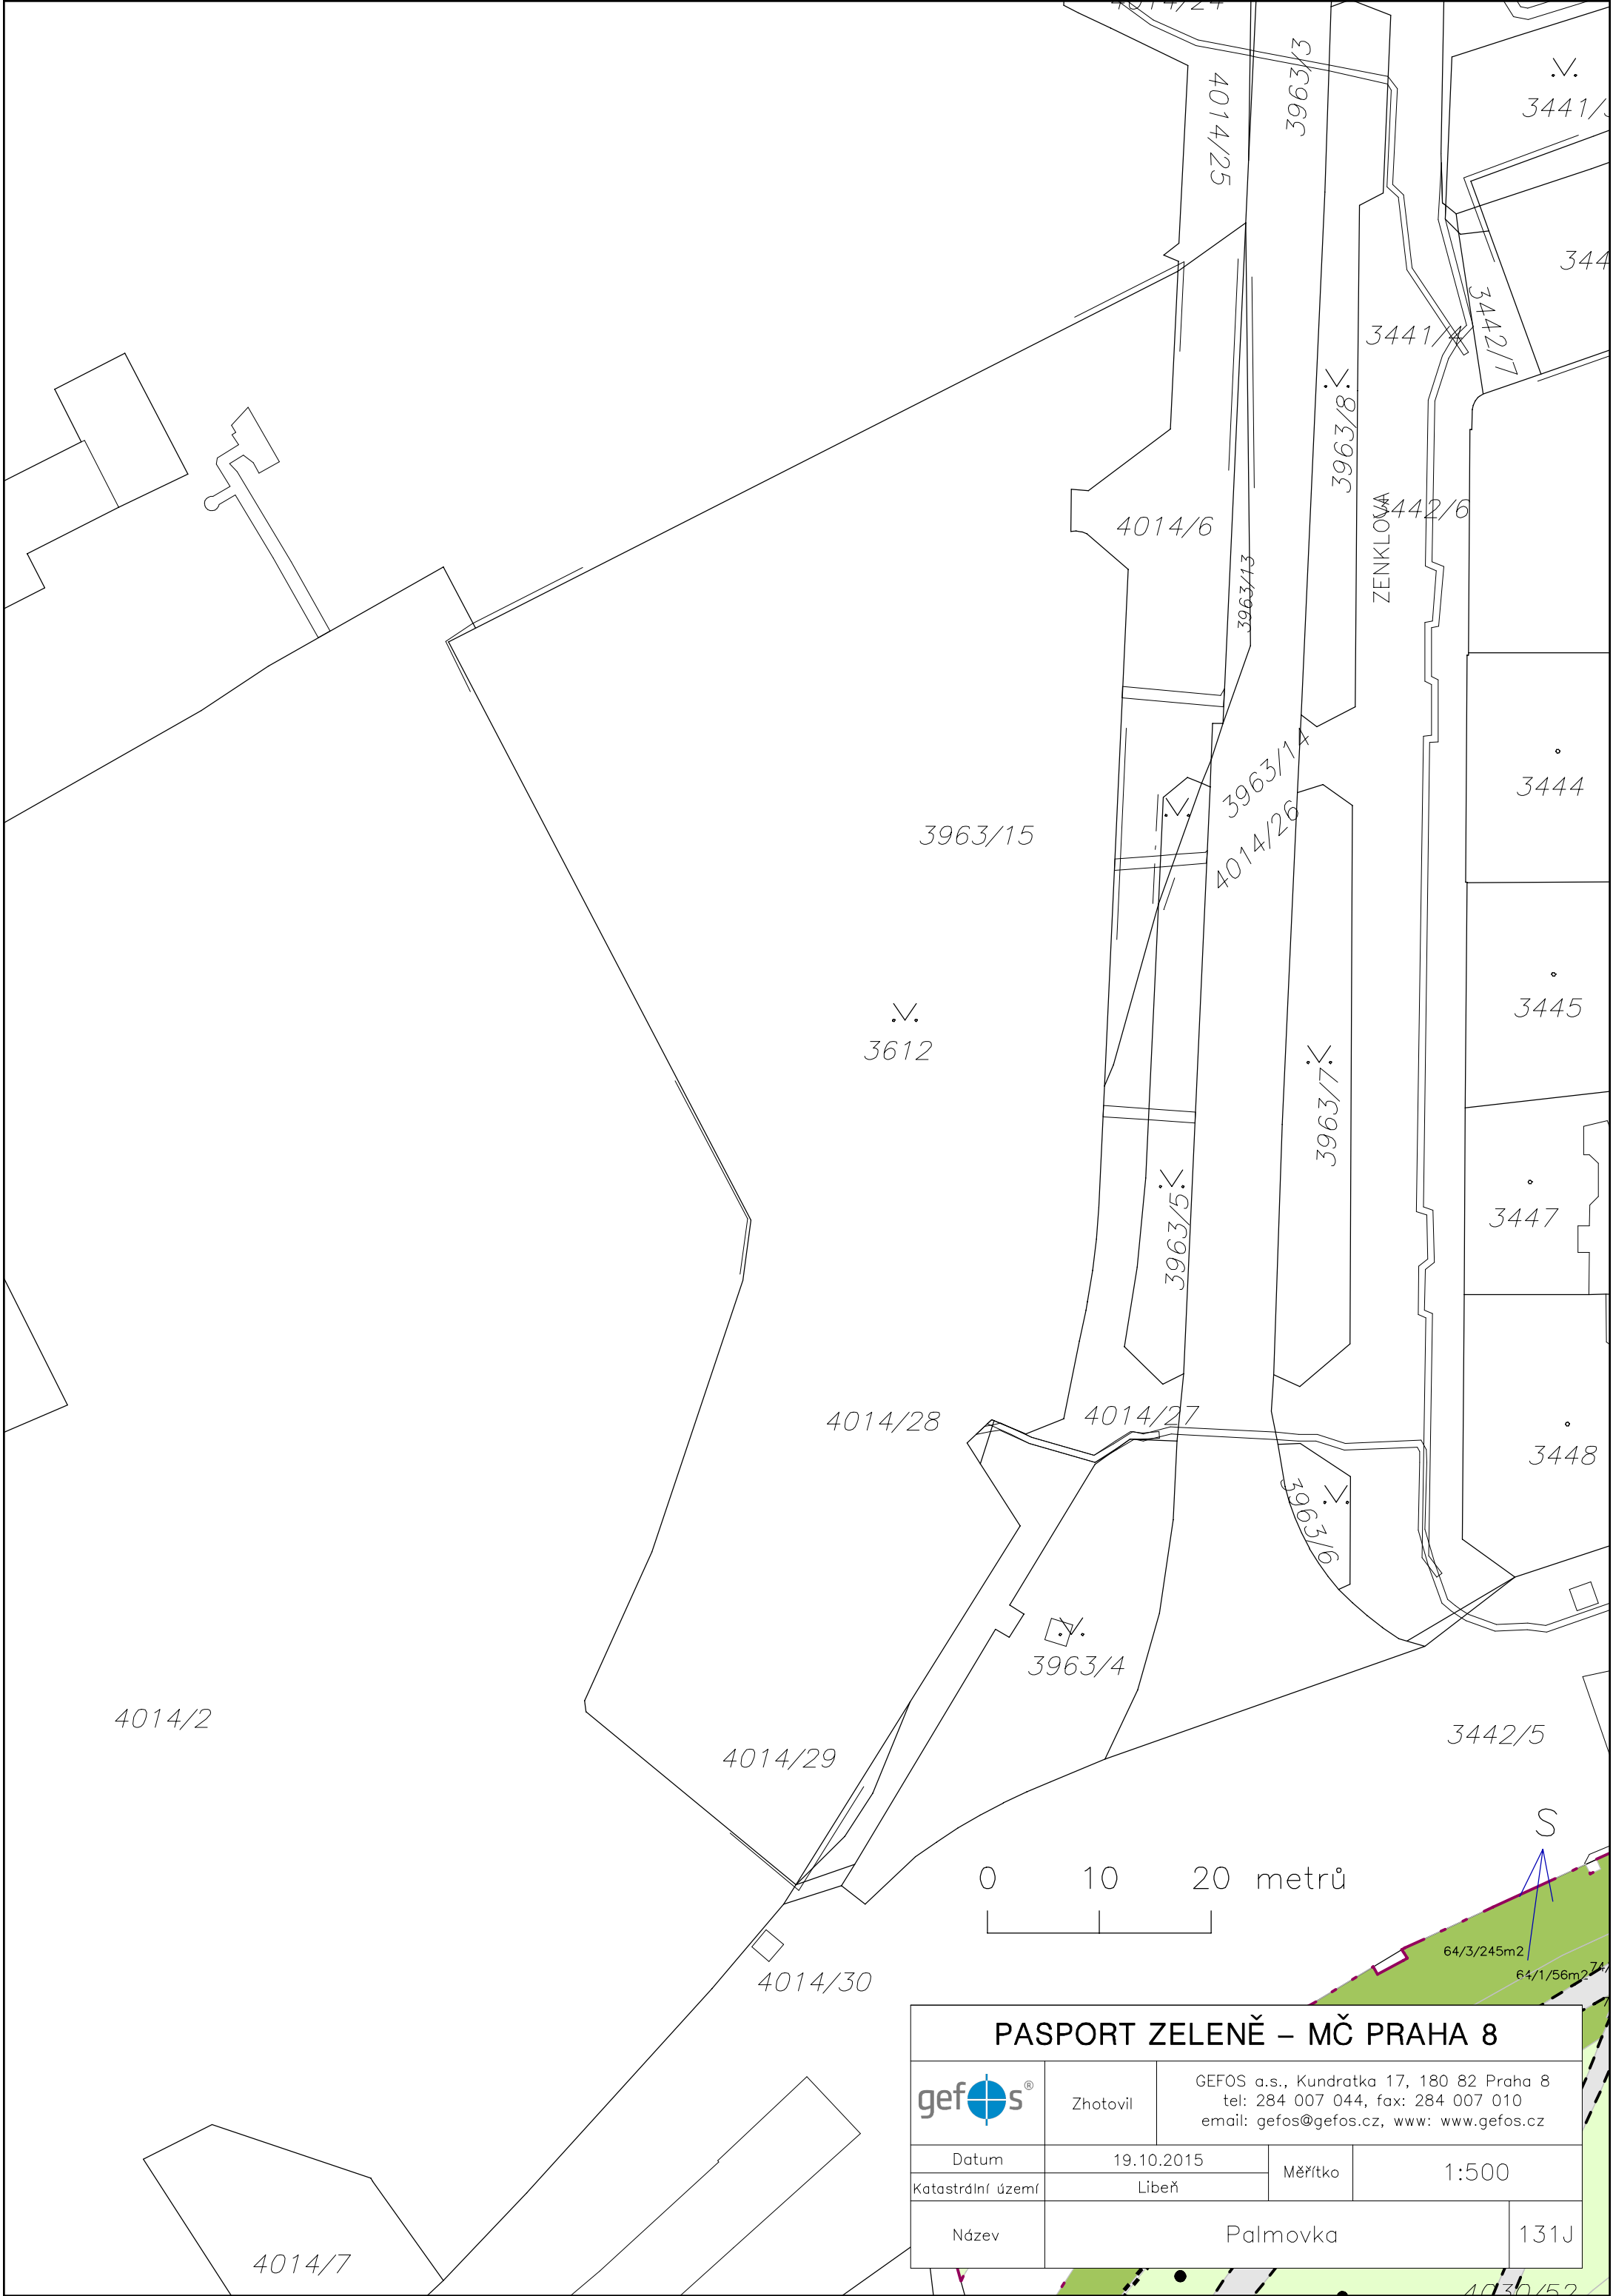 4014/24
3963/3
4014/25
3441/
344
3442/7
3441/4
3963/8
3442/6
ZENKLOVA
4014/6
3963/13
3963/14
4014/26
3444
3963/15
3445
3612
3963/7
3447
3963/5
4014/28
4014/27
3448
3963/6
3963/4
4014/2
4014/29
3442/5
S
0 10 20 metrů
64/3/245m2
64/1/56m2
74/
4014/30
PASPORT ZELENĚ – MČ PRAHA 8
gefos®
Zhotovil
GEFOS a.s., Kundratka 17, 180 82 Praha 8
tel: 284 007 044, fax: 284 007 010
email: gefos@gefos.cz, www: www.gefos.cz
Datum 19.10.2015
Měřítko 1:500
Katastrální území Libeň
Název Palmovka 131J
4014/7
4030/52